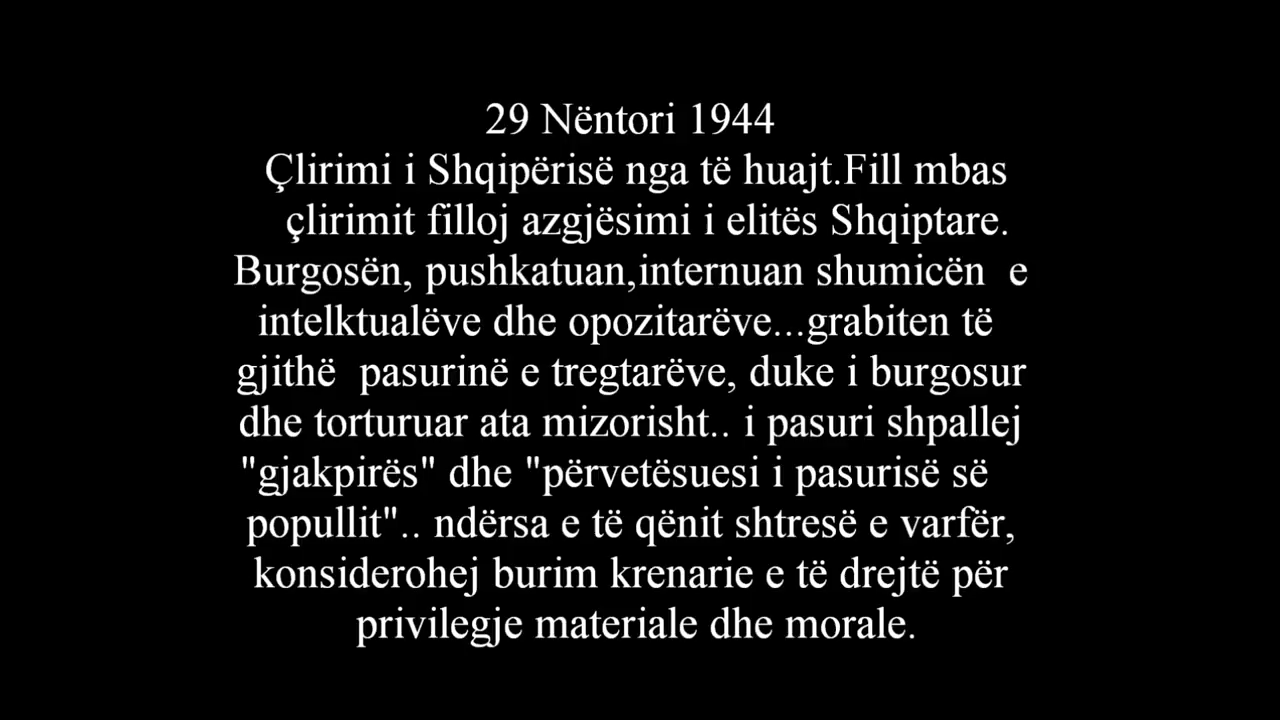 29 Nëntori 1944
Çlirimi i Shqipërisë nga të huajt.Fill mbas
çlirimit filloj azgjësimi i elitës Shqiptare.
Burgosën, pushkatuan,internuan shumicën e
intelktualëve dhe opozitarëve...grabiten të
gjithë pasurinë e tregtarëve, duke i burgosur
dhe torturuar ata mizorisht.. i pasuri shpallej
"gjakpirës" dhe "përvetësuesi i pasurisë së
popullit".. ndërsa e të qënit shtresë e varfër,
konsiderohej burim krenarie e të drejtë për
privilegje materiale dhe morale.